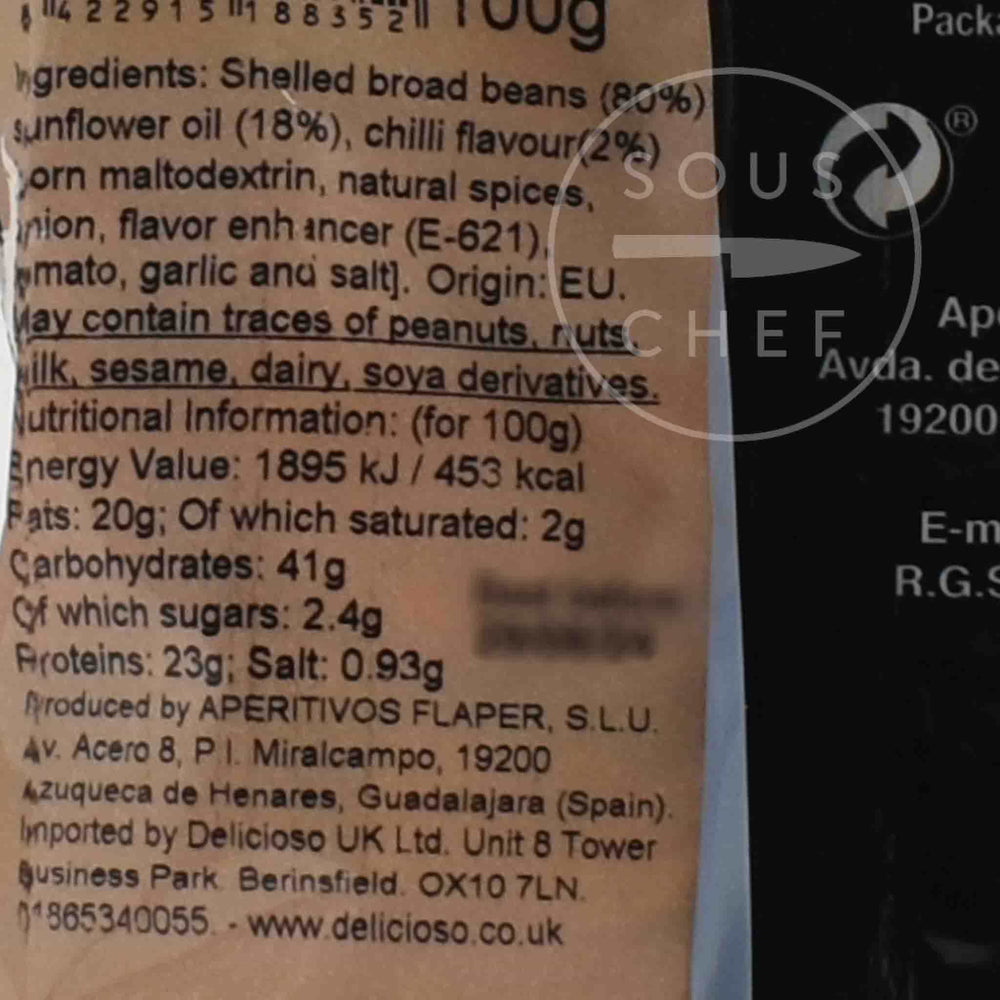 8 422915 188352 100g
Ingredients: Shelled broad beans (80%)
sunflower oil (18%), chilli flavour(2%)
corn maltodextrin, natural spices,
onion, flavor enhancer (E-621),
tomato, garlic and salt]. Origin: EU.
May contain traces of peanuts, nuts,
milk, sesame, dairy, soya derivatives.
Nutritional Information: (for 100g)
Energy Value: 1895 kJ / 453 kcal
Fats: 20g; Of which saturated: 2g
Carbohydrates: 41g
Of which sugars: 2.4g
Proteins: 23g; Salt: 0.93g
Produced by APERITIVOS FLAPER, S.L.U.
Av. Acero 8, P.I. Miralcampo, 19200
Azuqueca de Henares, Guadalajara (Spain).
Imported by Delicioso UK Ltd. Unit 8 Tower
Business Park. Berinsfield. OX10 7LN.
01865340055. - www.delicioso.co.uk
SOUS
CHEF
Packa
®
Ap
Avda. de
19200
E-m
R.G.S